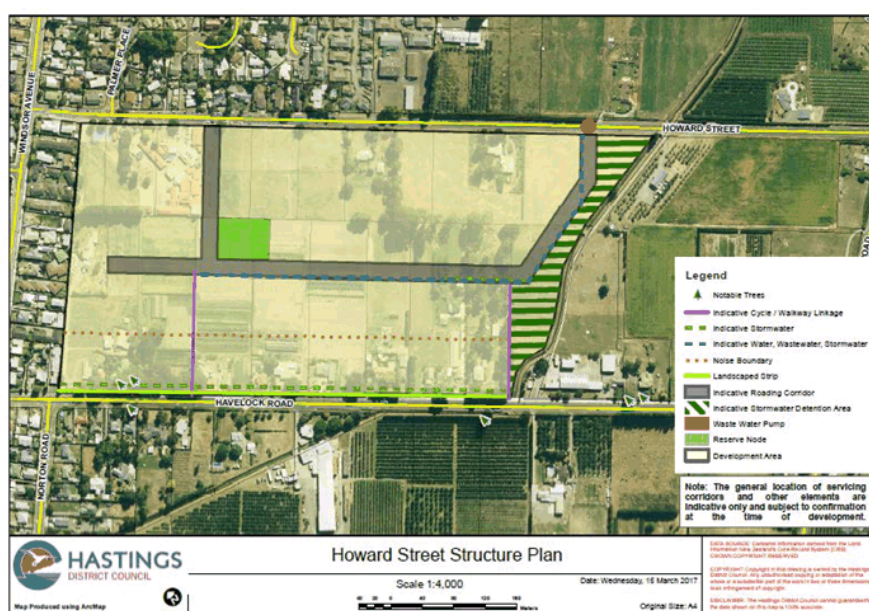 PALMER PLACE
WINDSOR AVENUE
HOWARD STREET
ROAD
HAVELOCK ROAD
NORTON ROAD
Legend
Notable Trees
Indicative Cycle / Walkway Linkage
Indicative Stormwater
Indicative Water, Wastewater, Stormwater
Noise Boundary
Landscaped Strip
Indicative Roading Corridor
Indicative Stormwater Detention Area
Waste Water Pump
Reserve Node
Development Area
Note: The general location of servicing
corridors and other elements are
indicative only and subject to confirmation
at the time of development.
HASTINGS
DISTRICT COUNCIL
Map Produced using ArcMap
Howard Street Structure Plan
Scale 1:4,000
Meters
Date: Wednesday, 15 March 2017
Original Size: A4